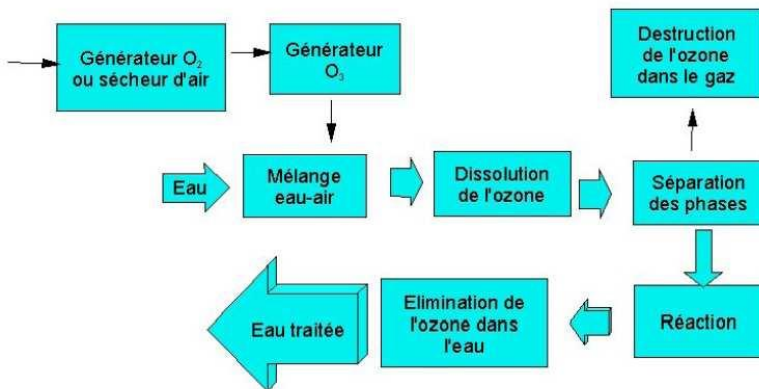 Générateur O₂
ou sécheur d'air
Générateur
O₃
Destruction
de l'ozone
dans le gaz
Eau
Mélange
eau-air
Dissolution
de l'ozone
Séparation
des phases
Eau traitée
Elimination de
l'ozone dans
l'eau
Réaction